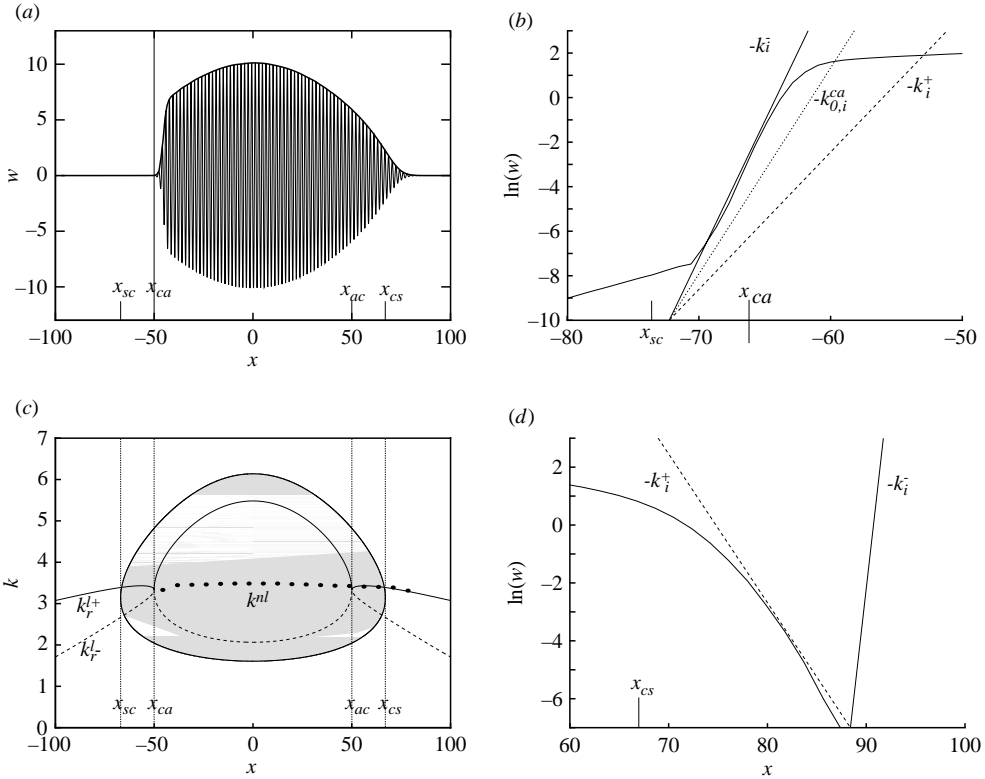 (a)
10
5
0
−5
−10
w
x_sc
x_ca
x_ac
x_cs
−100
−50
0
50
100
x
(b)
2
0
−2
−4
−6
−8
−10
ln(w)
-k_i^-
-k_{0,i}^{ca}
-k_i^+
x_sc
x_ca
−80
−70
−60
−50
(c)
7
6
5
4
3
2
1
0
k
k_r^{l+}
k_r^{l-}
k^{nl}
x_sc
x_ca
x_ac
x_cs
−100
−50
0
50
100
x
(d)
2
0
−2
−4
−6
ln(w)
-k_i^+
-k_i^-
x_cs
60
70
80
90
100
x